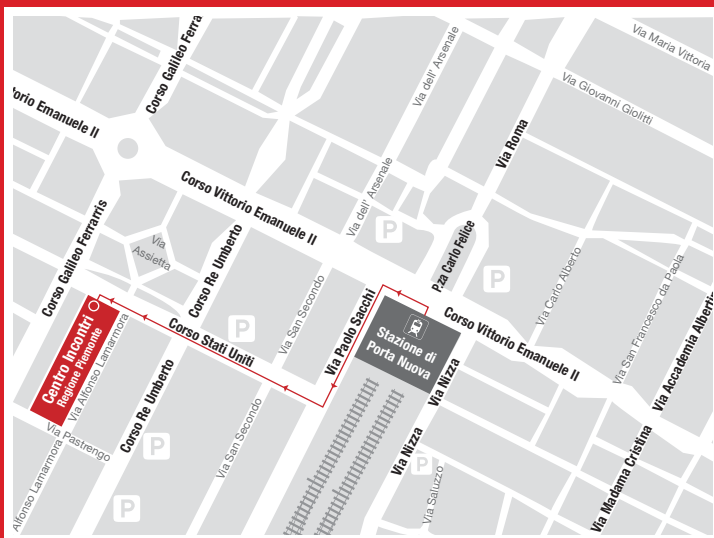 Corso Galileo Ferra
Via dell' Arsenale
Via Maria Vittoria
Via Giovanni Giolitti
torio Emanuele II
Via Roma
Corso Vittorio Emanuele II
Via dell' Arsenale
P
P.za Carlo Felice
Via
Assietta
Corso Galileo Ferrarris
Corso Re Umberto
P
Via Carlo Alberto
Via San Francesco da Paola
Via Accademia Albertin
Via San Secondo
Via Paolo Sacchi
Corso Vittorio Emanuele II
P
Corso Stati Uniti
Stazione di
Porta Nuova
Centro Incontri
Regione Piemonte
Via Alfonso Lamarmora
Via Nizza
Corso Re Umberto
Via San Secondo
Via Pastrengo
P
Via Nizza
P
Via Saluzzo
Via Madama Cristina
Alfonso Lamarmora
P